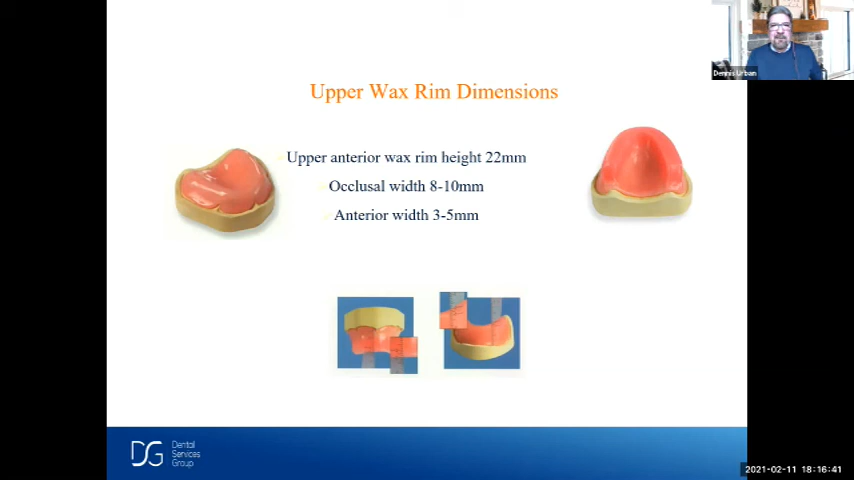 Dennis Urban
Upper Wax Rim Dimensions
Upper anterior wax rim height 22mm
Occlusal width 8-10mm
Anterior width 3-5mm
DSG
Dental
Services
Group
2021-02-11 18:16:41